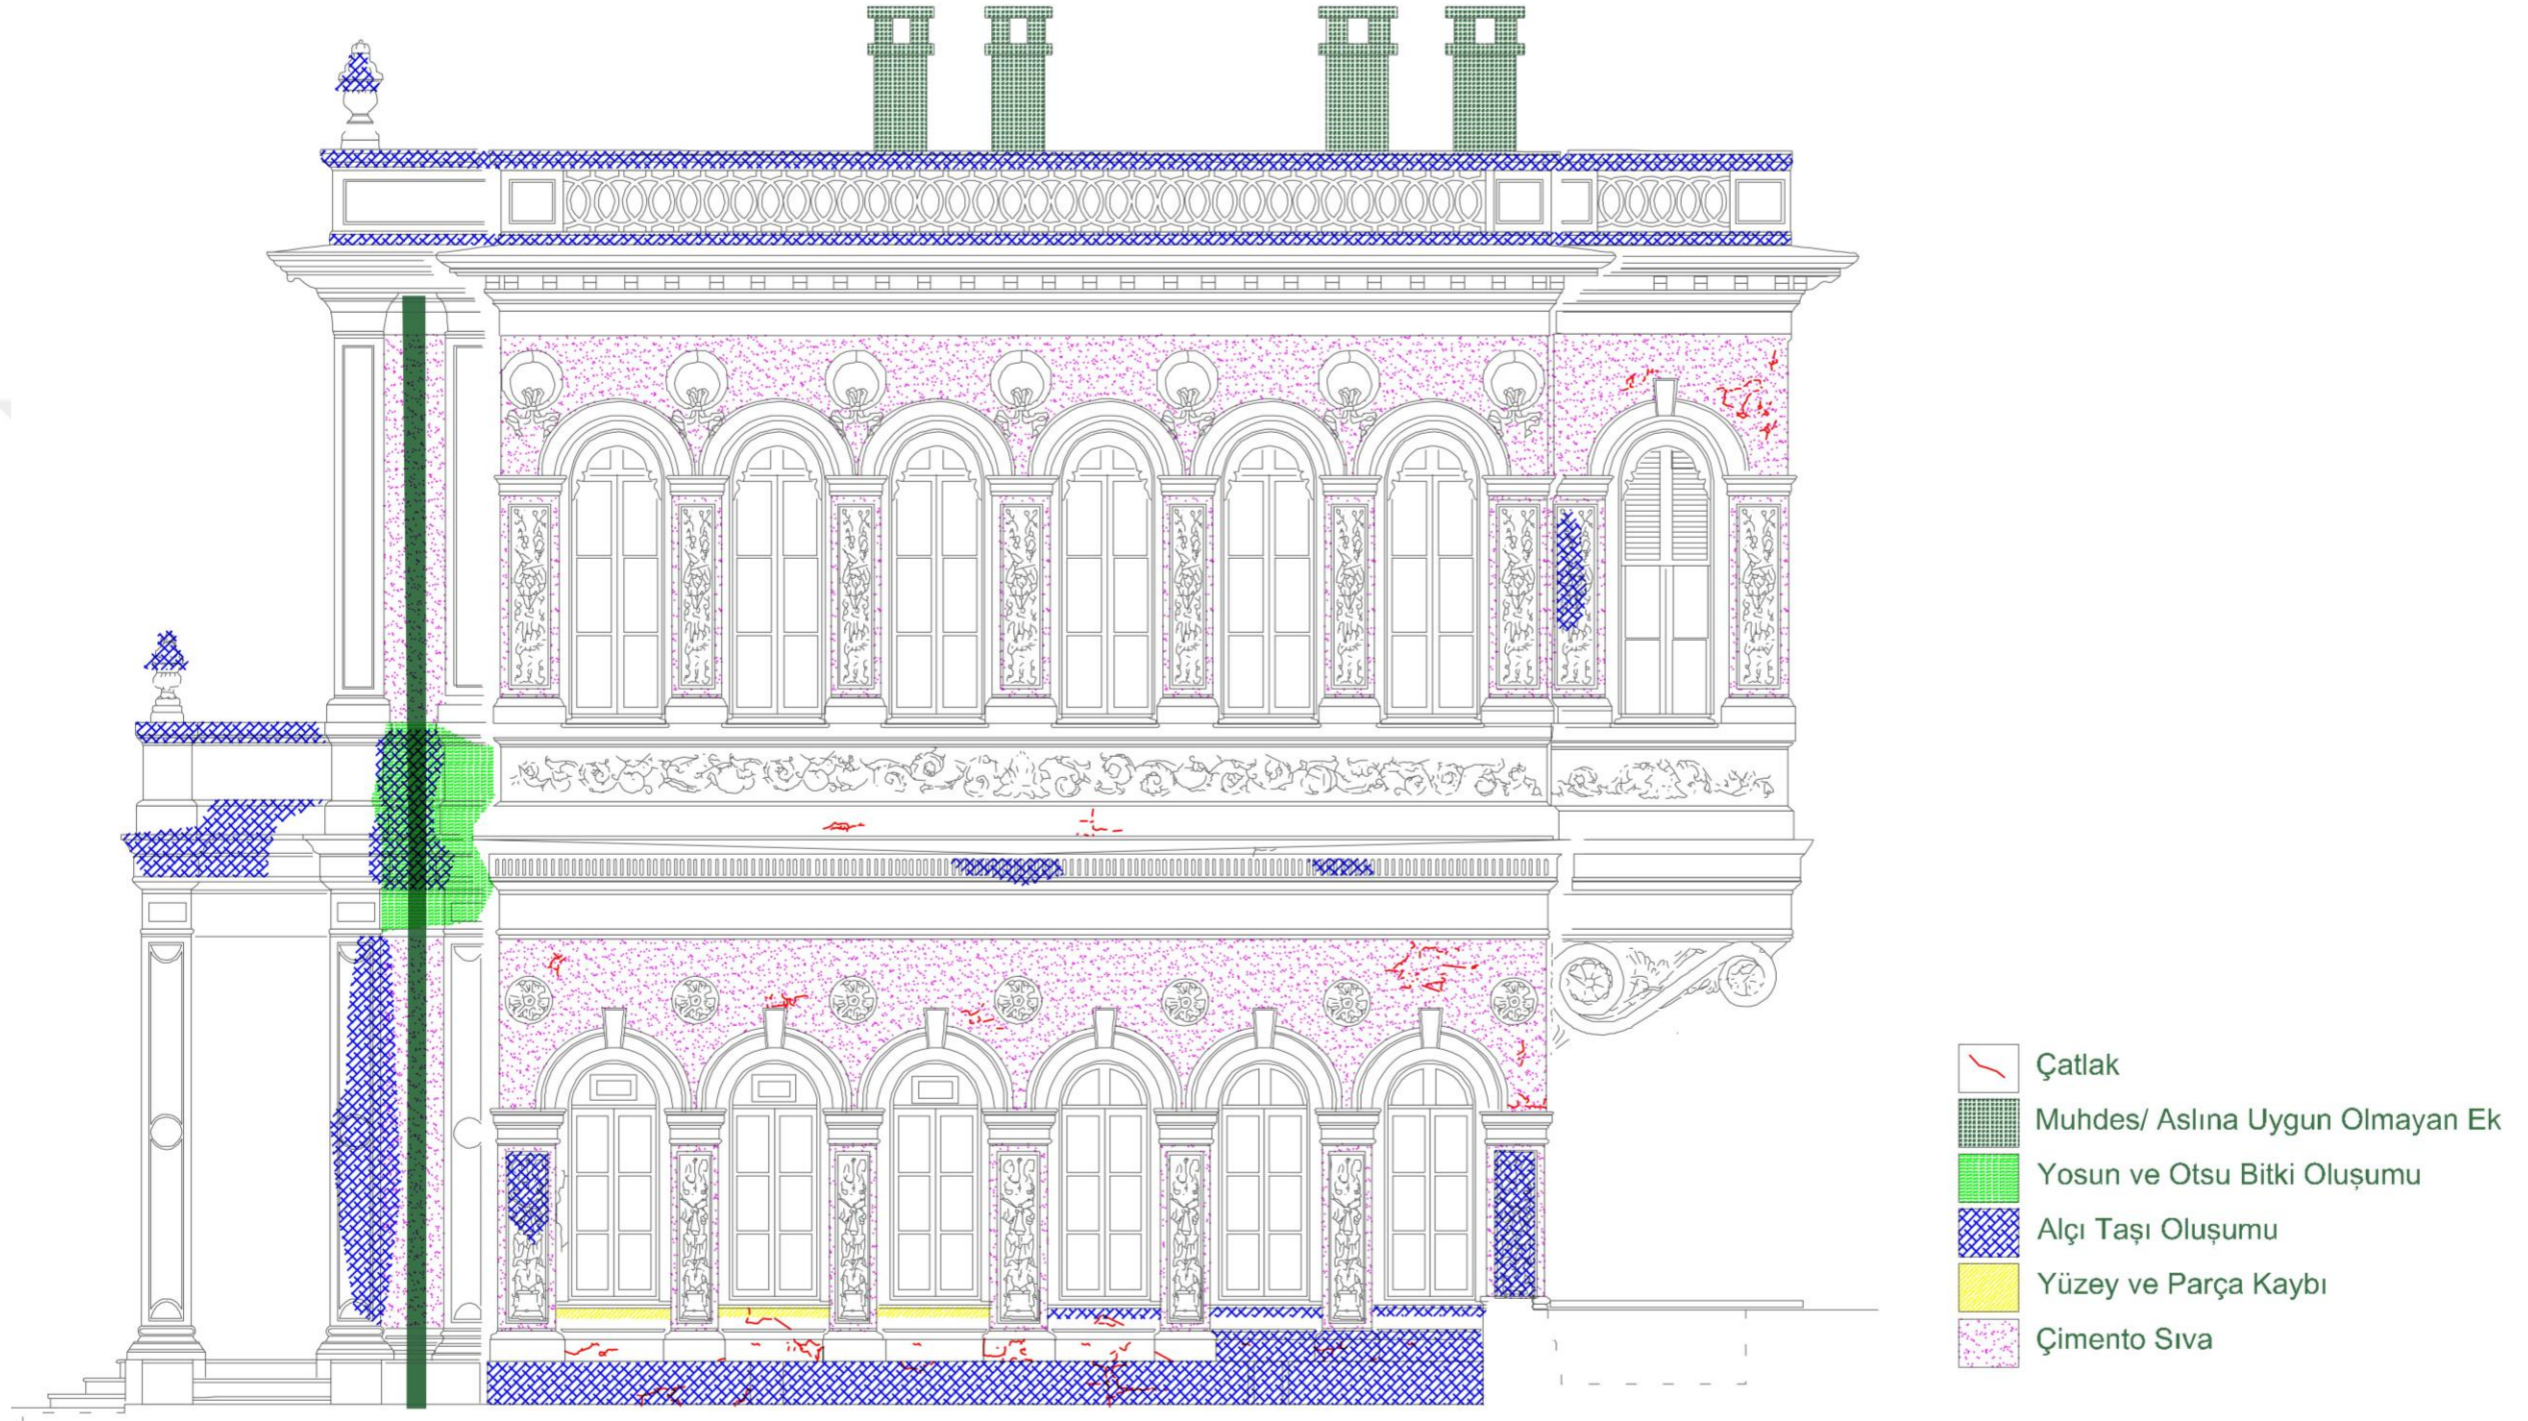 Çatlak
Muhdes/ Aslına Uygun Olmayan Ek
Yosun ve Otsu Bitki Oluşumu
Alçı Taşı Oluşumu
Yüzey ve Parça Kaybı
Çimento Sıva